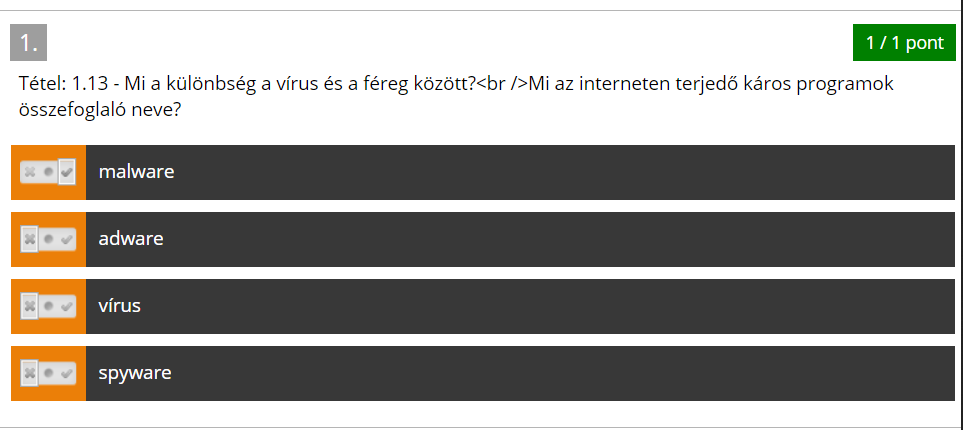 1.
1 / 1 pont
Tétel: 1.13 - Mi a különbség a vírus és a féreg között?<br />Mi az interneten terjedő káros programok
összefoglaló neve?
malware
adware
vírus
spyware